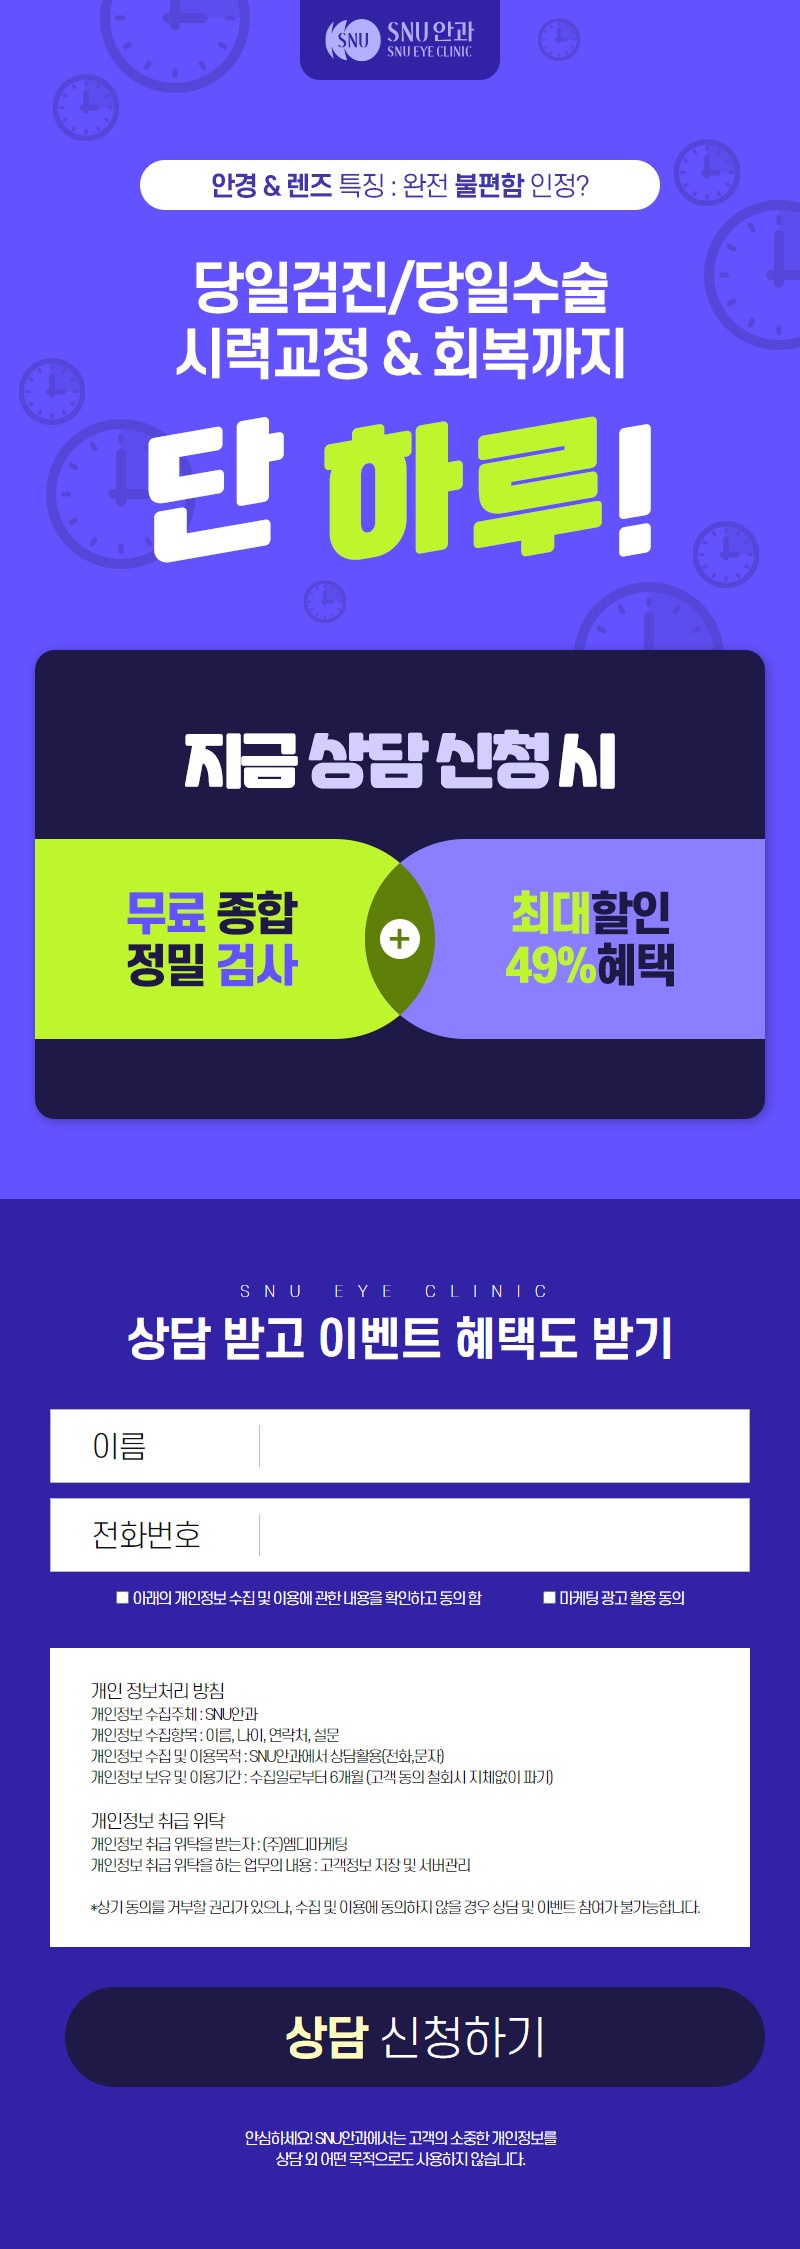 SNU
SNU안과
SNU EYE CLINIC
안경 & 렌즈 특징 : 완전 불편함 인정?
당일검진/당일수술
시력교정 & 회복까지
단 하루!
지금 상담 신청 시
무료 종합
정밀 검사
+
최대할인
49%혜택
SNU EYE CLINIC
상담 받고 이벤트 혜택도 받기
이름
전화번호
아래의 개인정보 수집 및 이용에 관한 내용을 확인하고 동의 함
마케팅 광고 활용 동의
개인 정보처리 방침
개인정보 수집주체 : SNU안과
개인정보 수집항목 : 이름, 나이, 연락처, 설문
개인정보 수집 및 이용목적 : SNU안과에서 상담활용(전화,문자)
개인정보 보유 및 이용기간 : 수집일로부터 6개월 (고객 동의 철회시 지체없이 파기)
개인정보 취급 위탁
개인정보 취급 위탁을 받는자 : (주)엠디마케팅
개인정보 취급 위탁을 하는 업무의 내용 : 고객정보 저장 및 서버관리
*상기 동의를 거부할 권리가 있으나, 수집 및 이용에 동의하지 않을 경우 상담 및 이벤트 참여가 불가능합니다.
상담 신청하기
안심하세요! SNU안과에서는 고객의 소중한 개인정보를
상담 외 어떤 목적으로도 사용하지 않습니다.